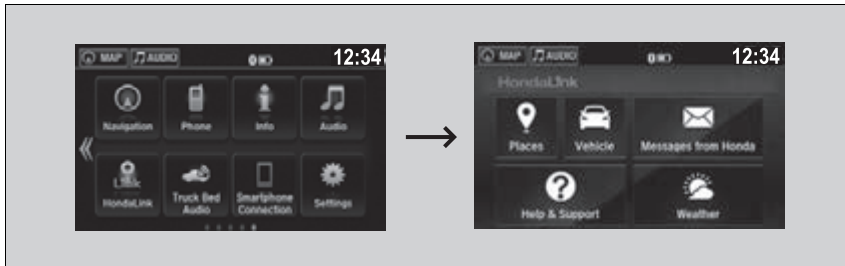 MAP AUDIO 12:34
Navigation Phone Info Audio
Link
HondaLink Truck Bed Audio Smartphone Connection Settings
MAP AUDIO 12:34
HondaLink
Places Vehicle Messages from Honda
Help & Support Weather